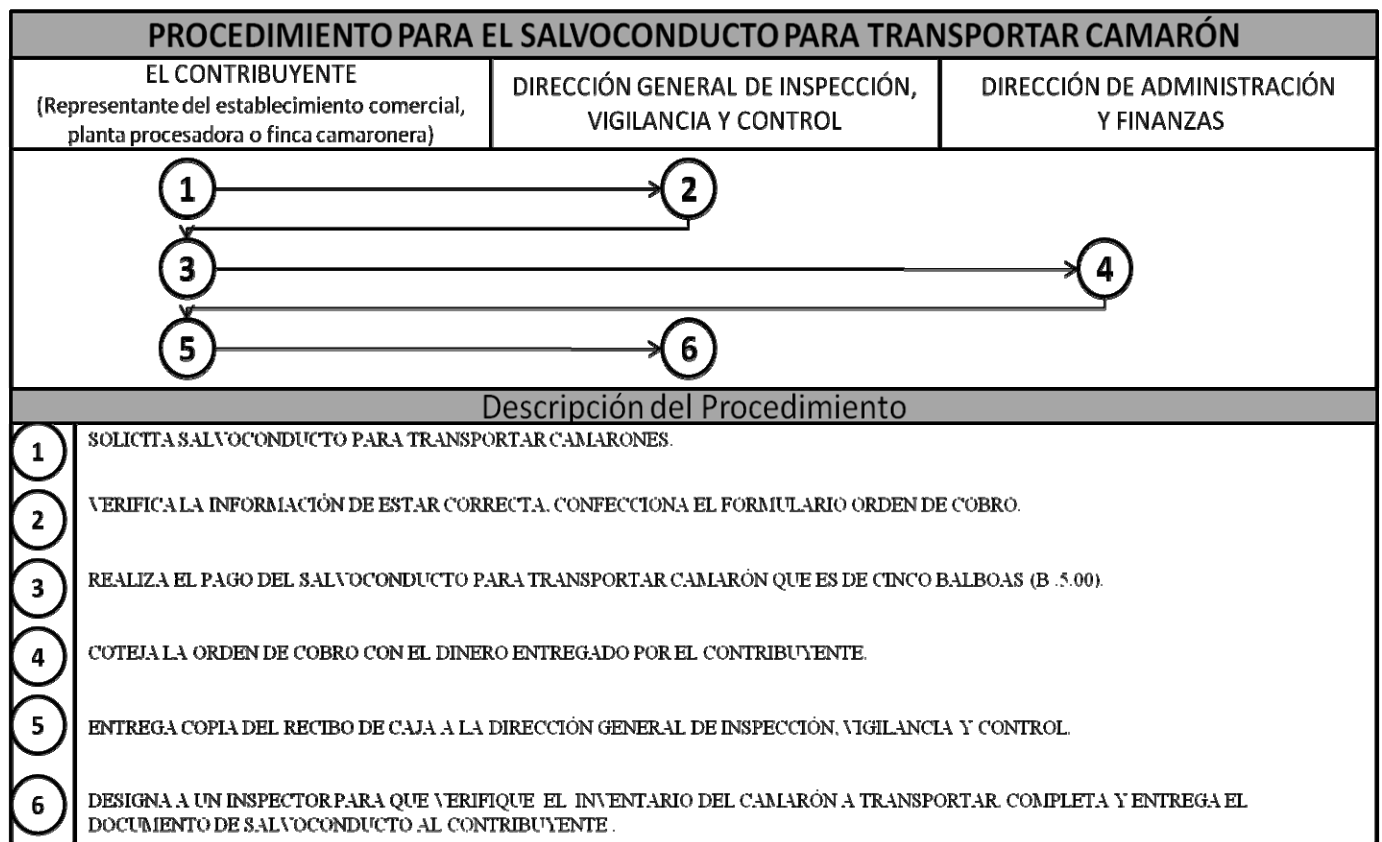 PROCEDIMIENTO PARA EL SALVOCONDUCTO PARA TRANSPORTAR CAMARÓN
EL CONTRIBUYENTE
(Representante del establecimiento comercial,
planta procesadora o finca camaronera)
DIRECCIÓN GENERAL DE INSPECCIÓN,
VIGILANCIA Y CONTROL
DIRECCIÓN DE ADMINISTRACIÓN
Y FINANZAS
1
2
3
4
5
6
Descripción del Procedimiento
1 SOLICITA SALVOCONDUCTO PARA TRANSPORTAR CAMARONES.
2 VERIFICA LA INFORMACIÓN DE ESTAR CORRECTA. CONFECCIONA EL FORMULARIO ORDEN DE COBRO.
3 REALIZA EL PAGO DEL SALVOCONDUCTO PARA TRANSPORTAR CAMARÓN QUE ES DE CINCO BALBOAS (B .5.00).
4 COTEJA LA ORDEN DE COBRO CON EL DINERO ENTREGADO POR EL CONTRIBUYENTE.
5 ENTREGA COPIA DEL RECIBO DE CAJA A LA DIRECCIÓN GENERAL DE INSPECCIÓN, VIGILANCIA Y CONTROL.
6 DESIGNA A UN INSPECTOR PARA QUE VERIFIQUE EL INVENTARIO DEL CAMARÓN A TRANSPORTAR. COMPLETA Y ENTREGA EL
DOCUMENTO DE SALVOCONDUCTO AL CONTRIBUYENTE .